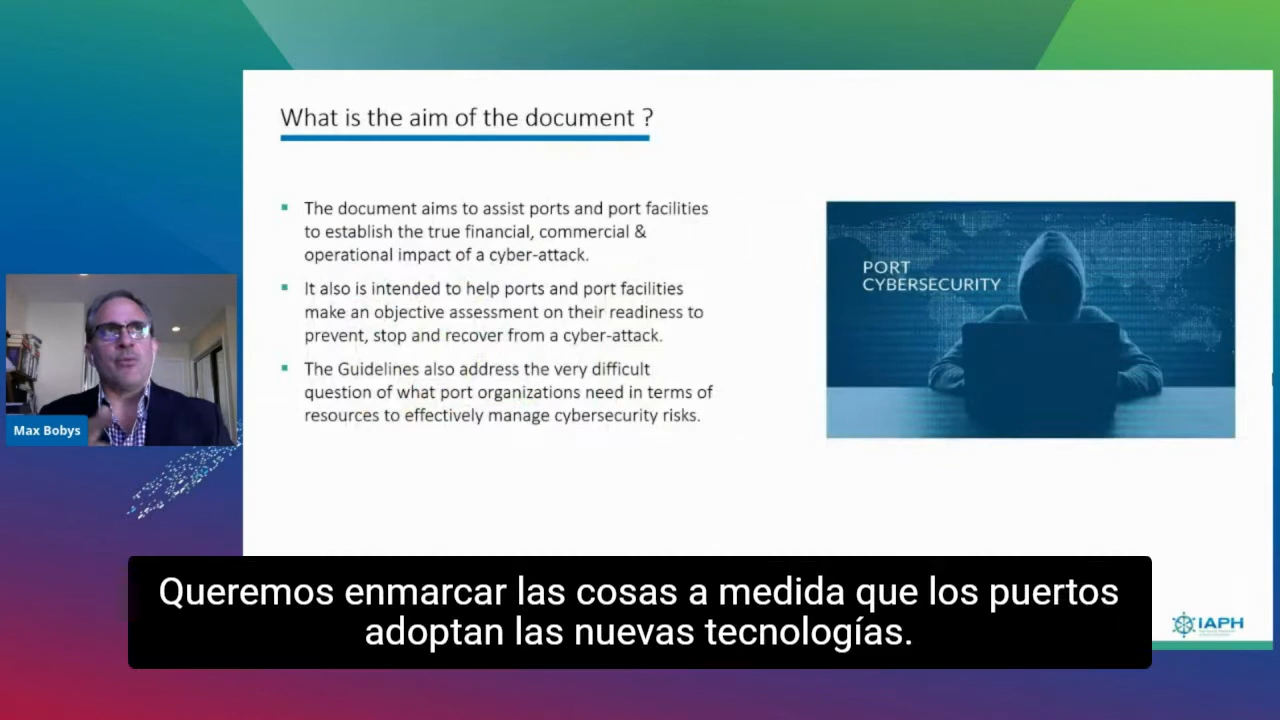 What is the aim of the document ?
▪ The document aims to assist ports and port facilities
to establish the true financial, commercial &
operational impact of a cyber-attack.
▪ It also is intended to help ports and port facilities
make an objective assessment on their readiness to
prevent, stop and recover from a cyber-attack.
▪ The Guidelines also address the very difficult
question of what port organizations need in terms of
resources to effectively manage cybersecurity risks.
PORT
CYBERSECURITY
Max Bobys
Queremos enmarcar las cosas a medida que los puertos
adoptan las nuevas tecnologías.
IAPH